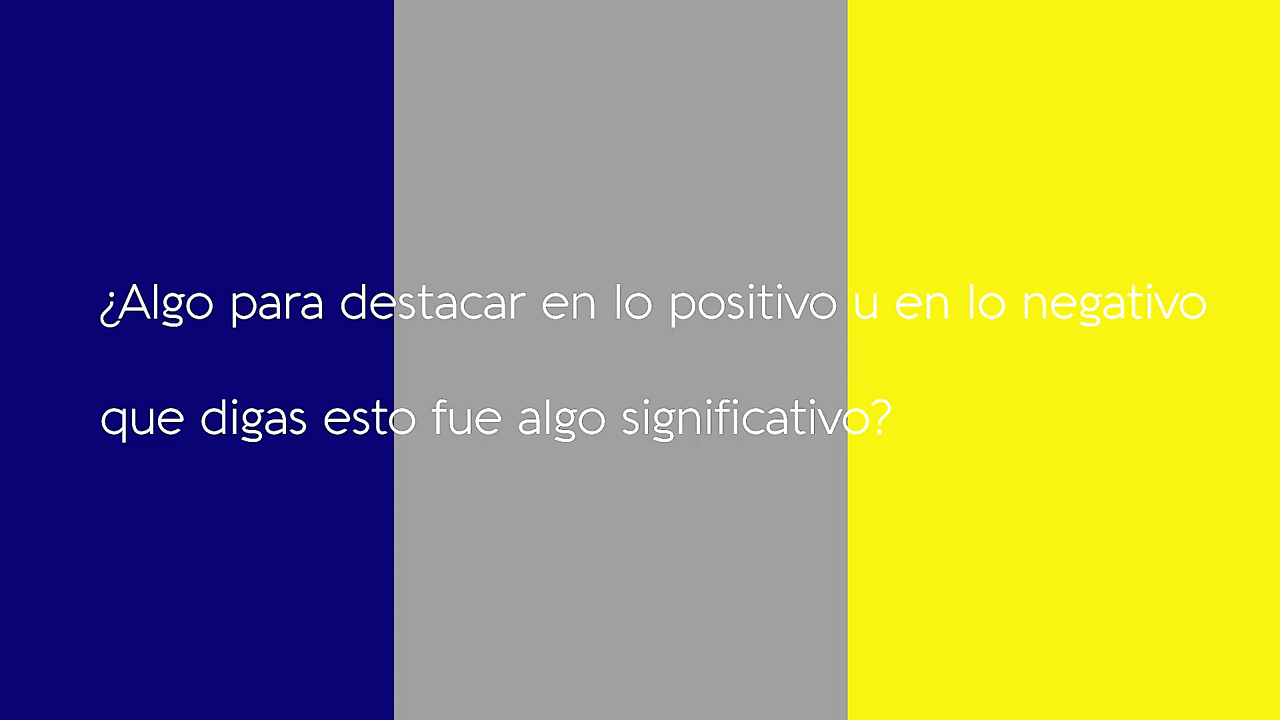 ¿Algo para destacar en lo positivo u en lo negativo
que digas esto fue algo significativo?